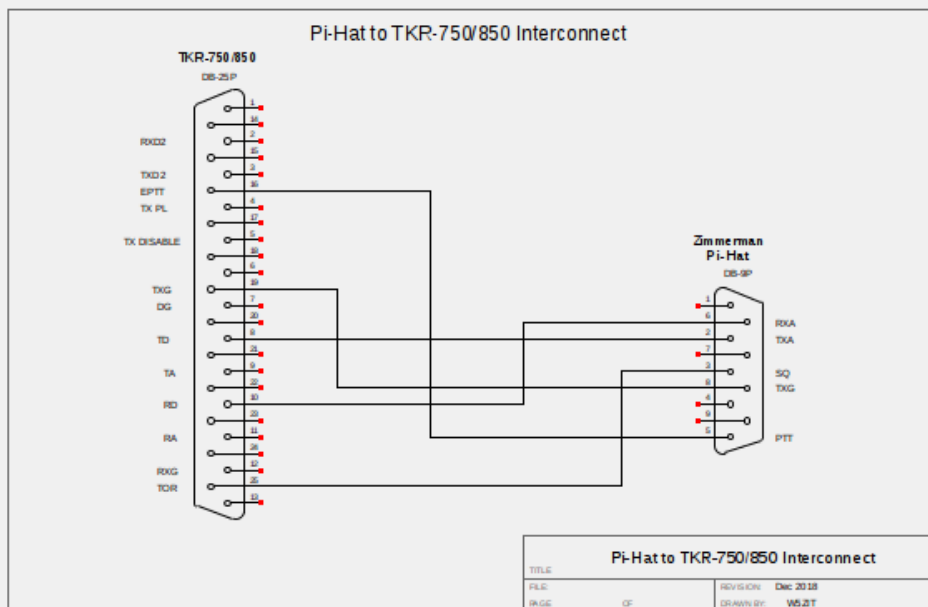 Pi-Hat to TKR-750/850 Interconnect
TKR-750/850
DB-25P
1
14
RXD2
2
15
TXD2
3
EPTT
16
TX PL
4
17
TX DISABLE
5
18
6
TXG
19
DG
7
20
TD
8
21
TA
9
22
RD
10
23
RA
11
24
RXG
12
TOR
25
13
Zimmerman
Pi-Hat
DB-9P
1
6
RXA
2
TXA
7
3
SQ
8
TXG
4
9
5
PTT
TITLE
Pi-Hat to TKR-750/850 Interconnect
FILE:
REVISION: Dec 2018
PAGE OF
DRAWN BY: W5ZIT